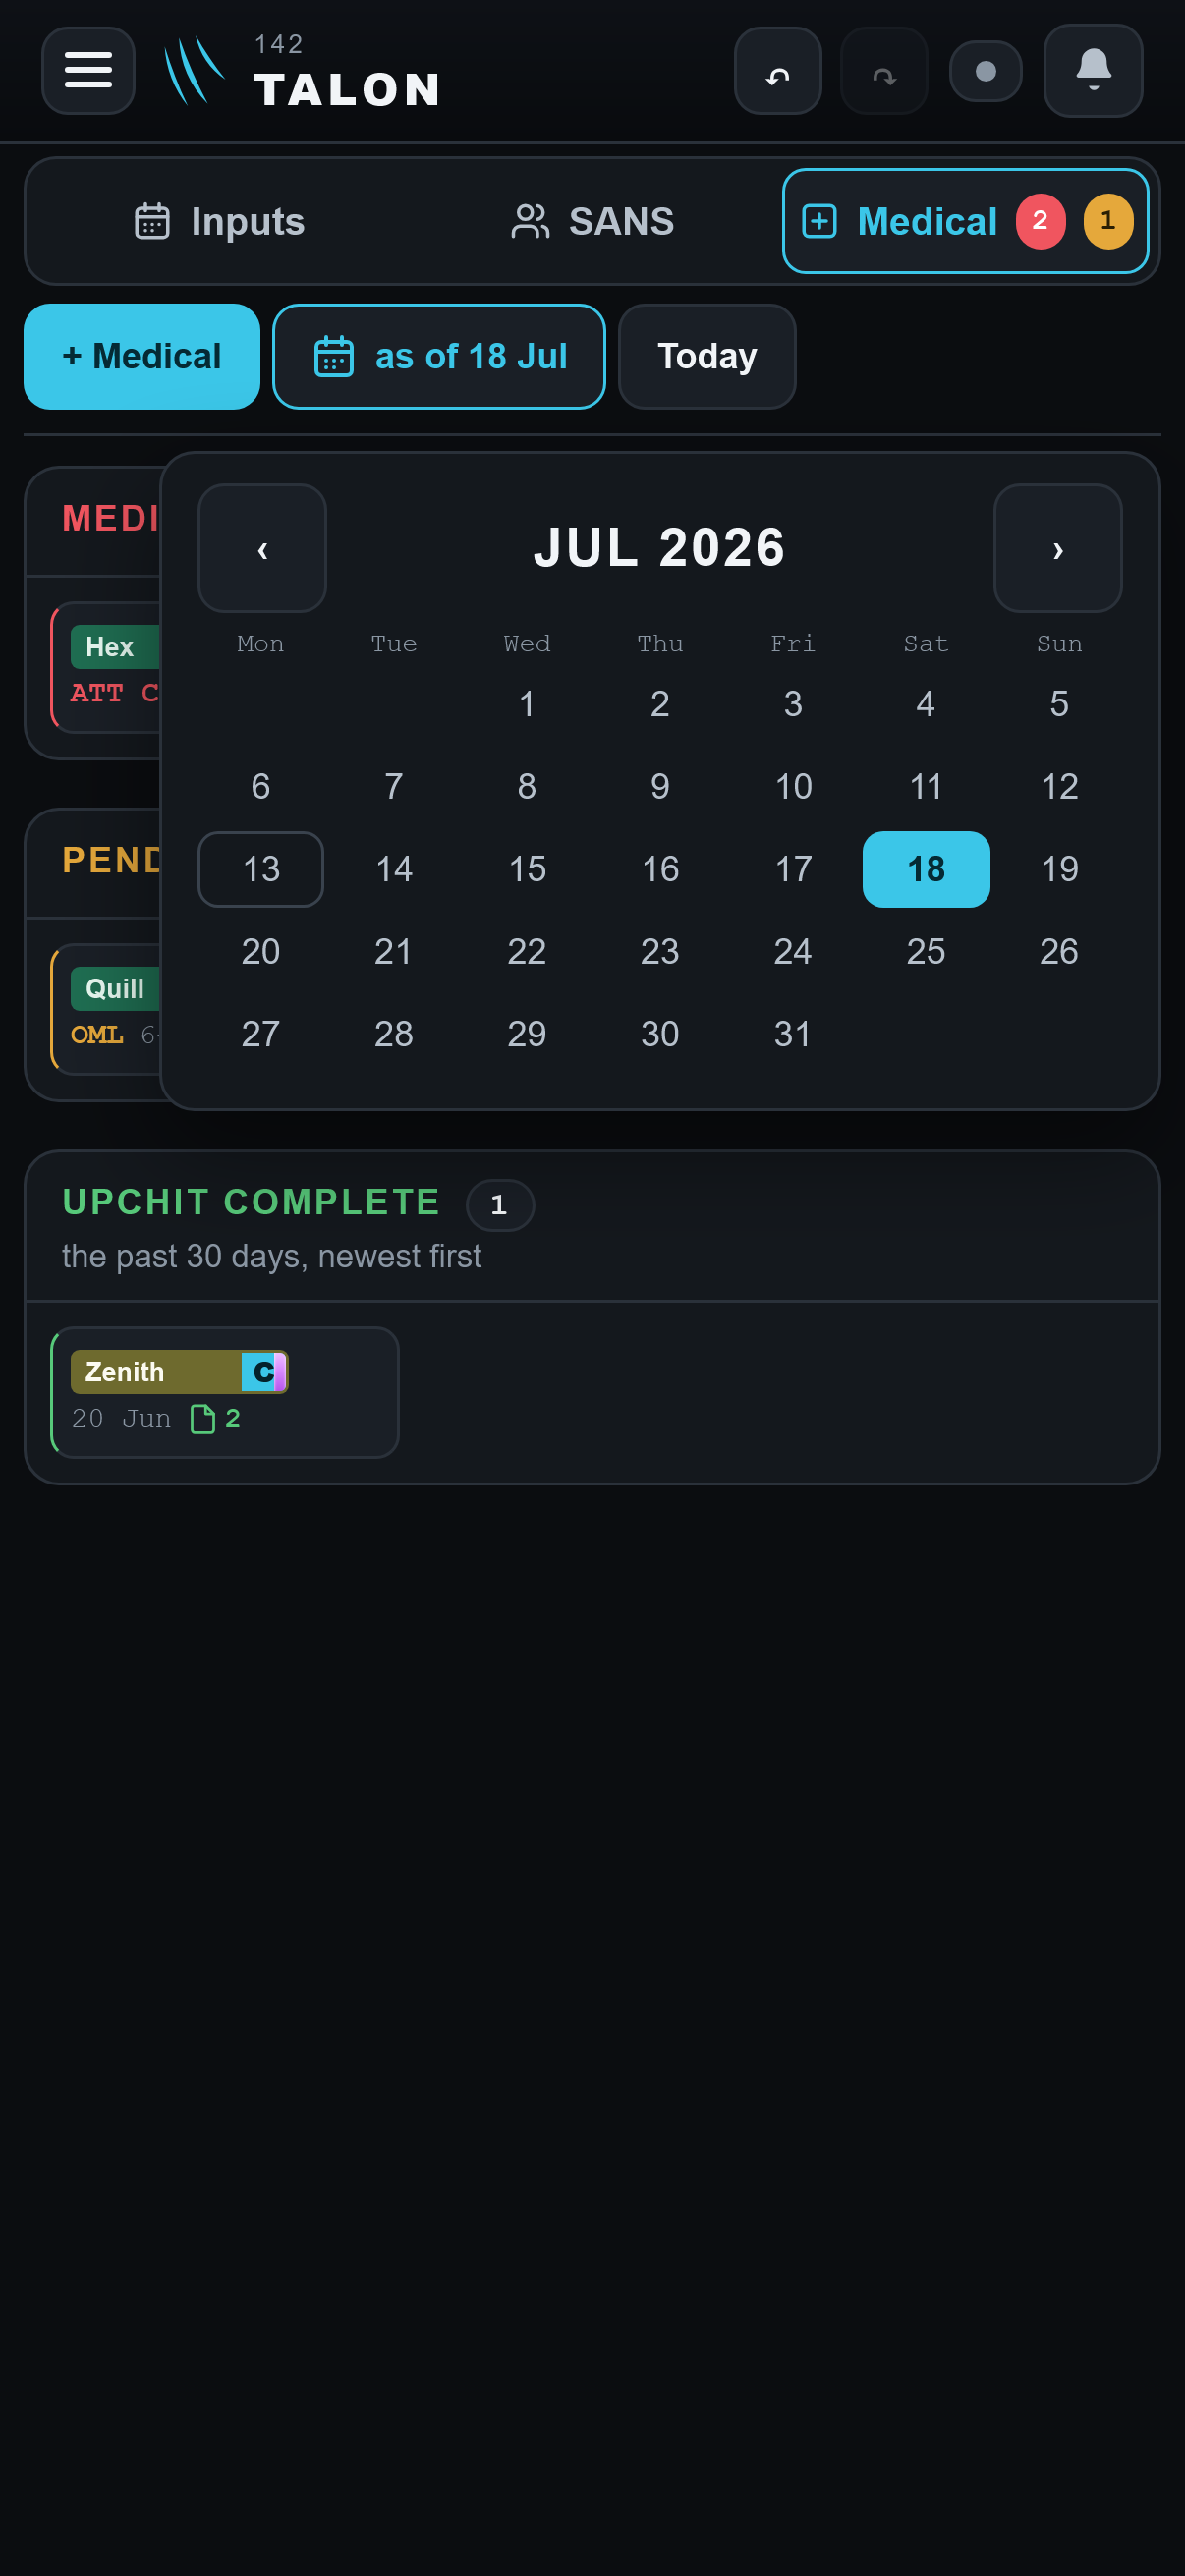 142
TALON
Inputs
SANS
Medical 2 1
+ Medical
as of 18 Jul
Today
MEDI
Hex
ATT C
PEND
Quill
OML 6
‹ JUL 2026 ›
Mon Tue Wed Thu Fri Sat Sun
1 2 3 4 5
6 7 8 9 10 11 12
13 14 15 16 17 18 19
20 21 22 23 24 25 26
27 28 29 30 31
UPCHIT COMPLETE 1
the past 30 days, newest first
Zenith C
20 Jun 2